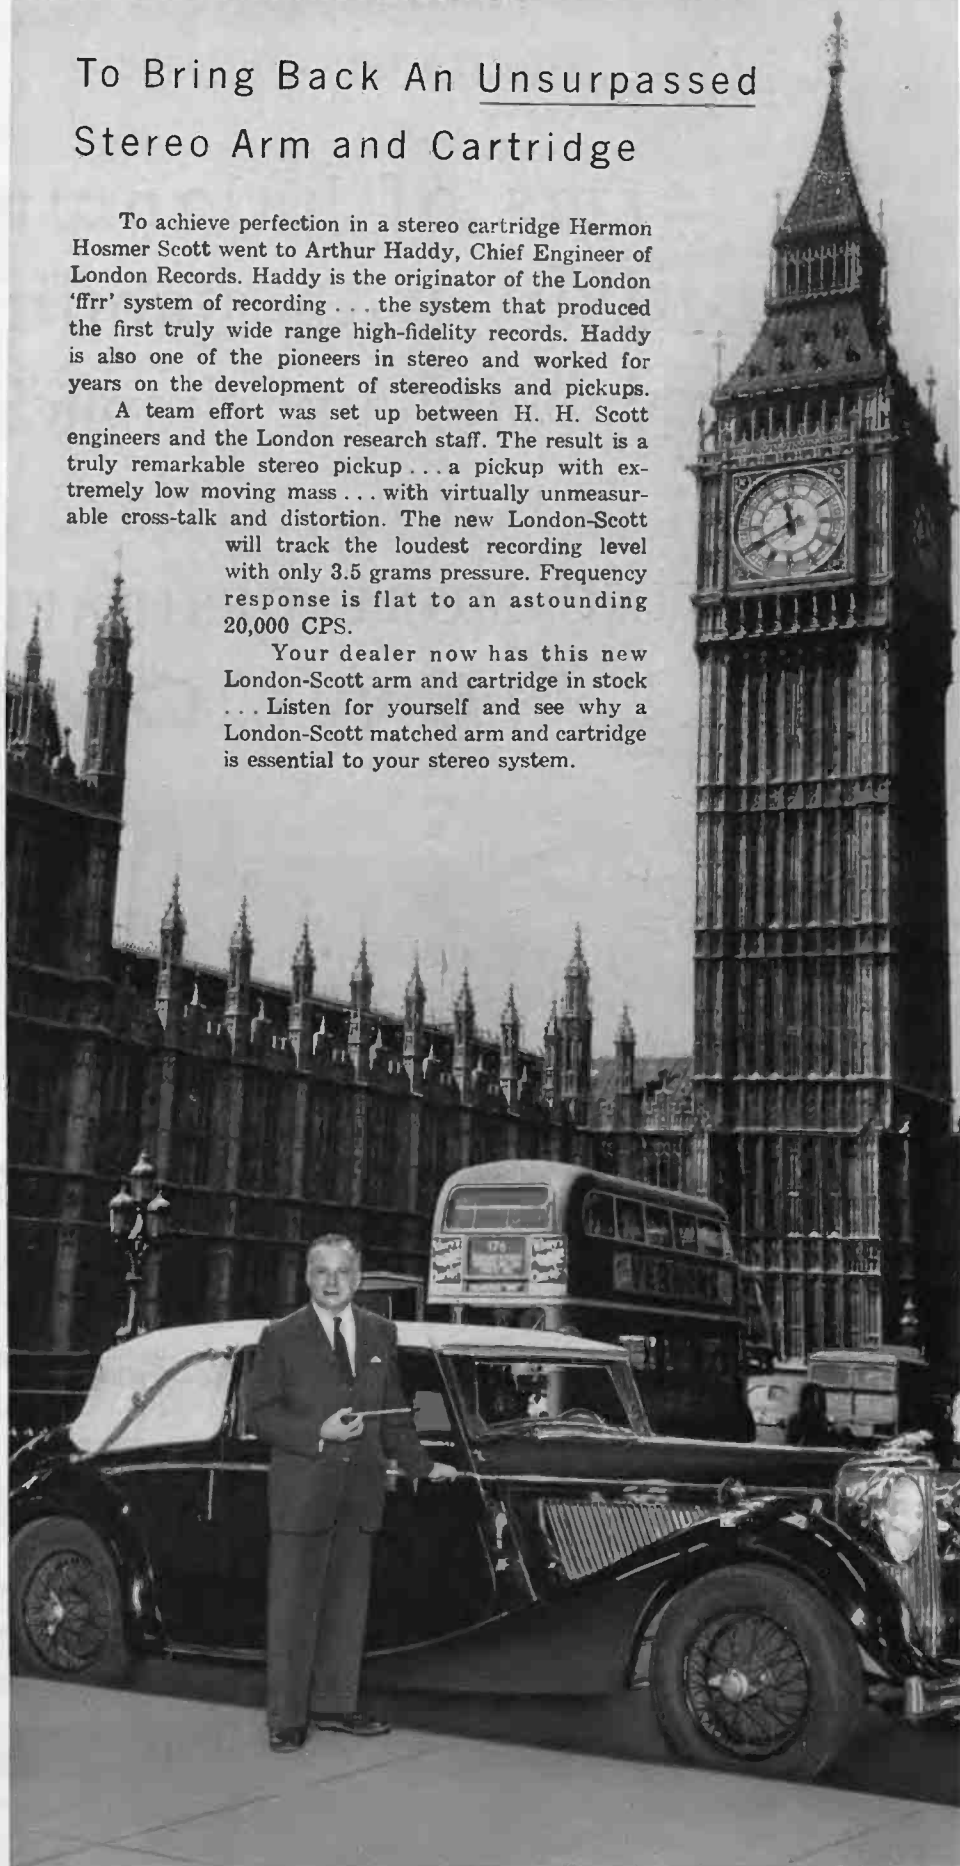 To Bring Back An Unsurpassed
Stereo Arm and Cartridge
To achieve perfection in a stereo cartridge Hermon
Hosmer Scott went to Arthur Haddy, Chief Engineer of
London Records. Haddy is the originator of the London
‘ffrr’ system of recording . . . the system that produced
the first truly wide range high-fidelity records. Haddy
is also one of the pioneers in stereo and worked for
years on the development of stereodisks and pickups.
A team effort was set up between H. H. Scott
engineers and the London research staff. The result is a
truly remarkable stereo pickup . . . a pickup with ex-
tremely low moving mass . . . with virtually unmeasur-
able cross-talk and distortion. The new London-Scott
will track the loudest recording level
with only 3.5 grams pressure. Frequency
response is flat to an astounding
20,000 CPS.
Your dealer now has this new
London-Scott arm and cartridge in stock
. . . Listen for yourself and see why a
London-Scott matched arm and cartridge
is essential to your stereo system.
176